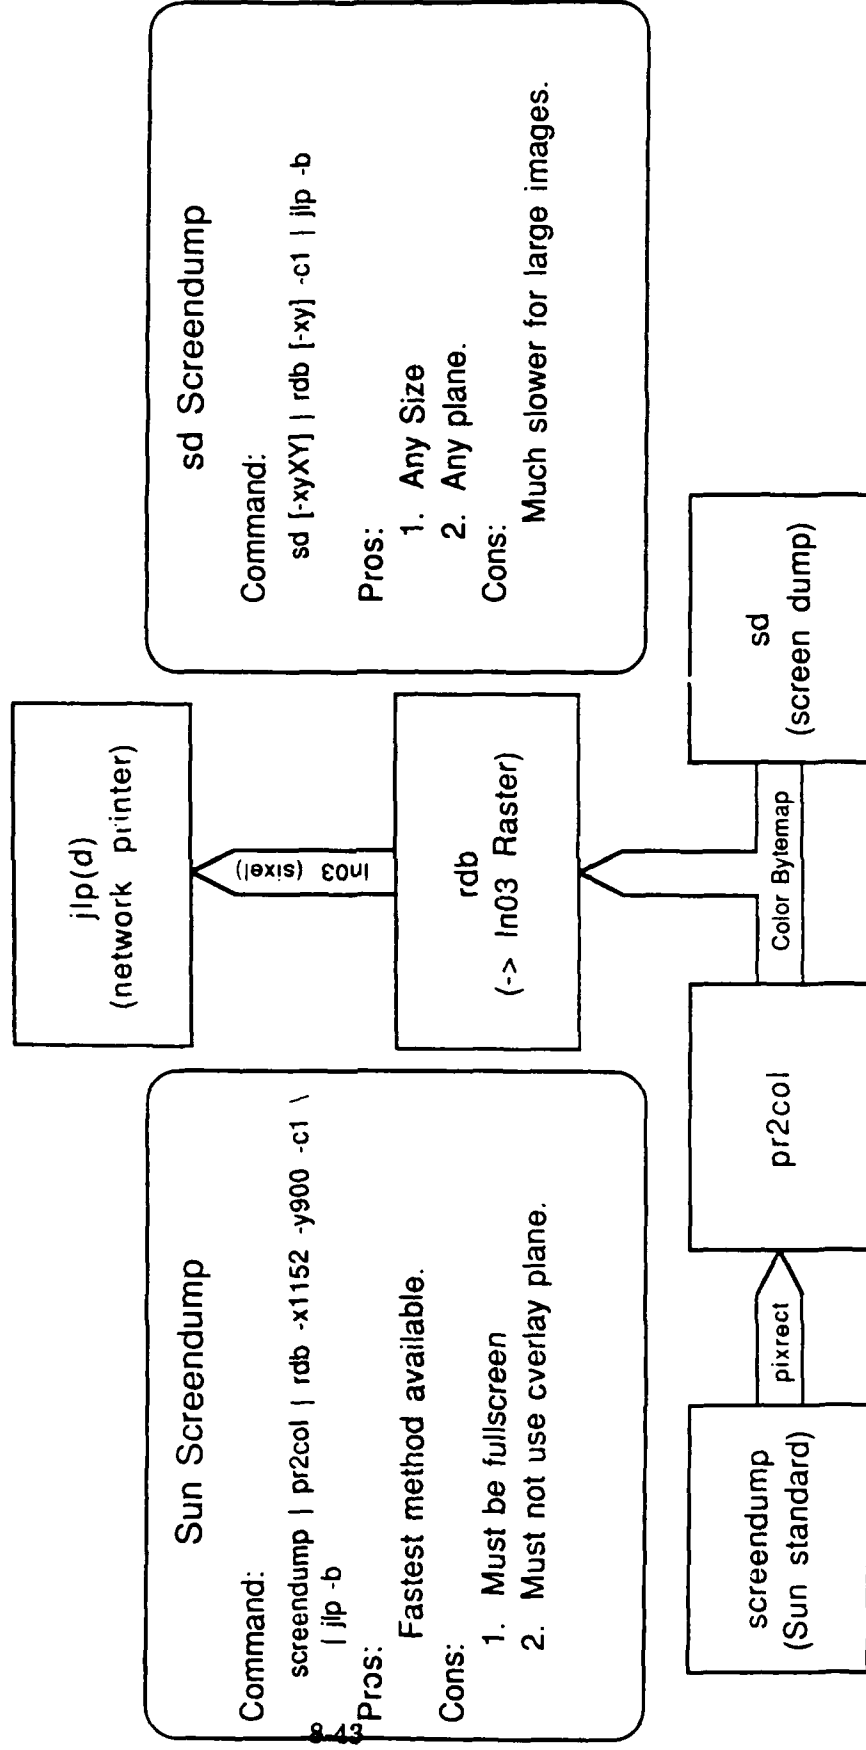 Sun Screendump
Command:
screendump | pr2col | rdb -x1152 -y900 -c1 \
| jlp -b
Pros:
Fastest method available.
Cons:
1. Must be fullscreen
2. Must not use overlay plane.
jlp(d)
(network printer)
ln03 (sixel)
rdb
(-> ln03 Raster)
sd Screendump
Command:
sd [-xyXY] | rdb [-xy] -c1 | jlp -b
Pros:
1. Any Size
2. Any plane.
Cons:
Much slower for large images.
screendump
(Sun standard)
pixrect
pr2col
Color Bytemap
sd
(screen dump)
8-43